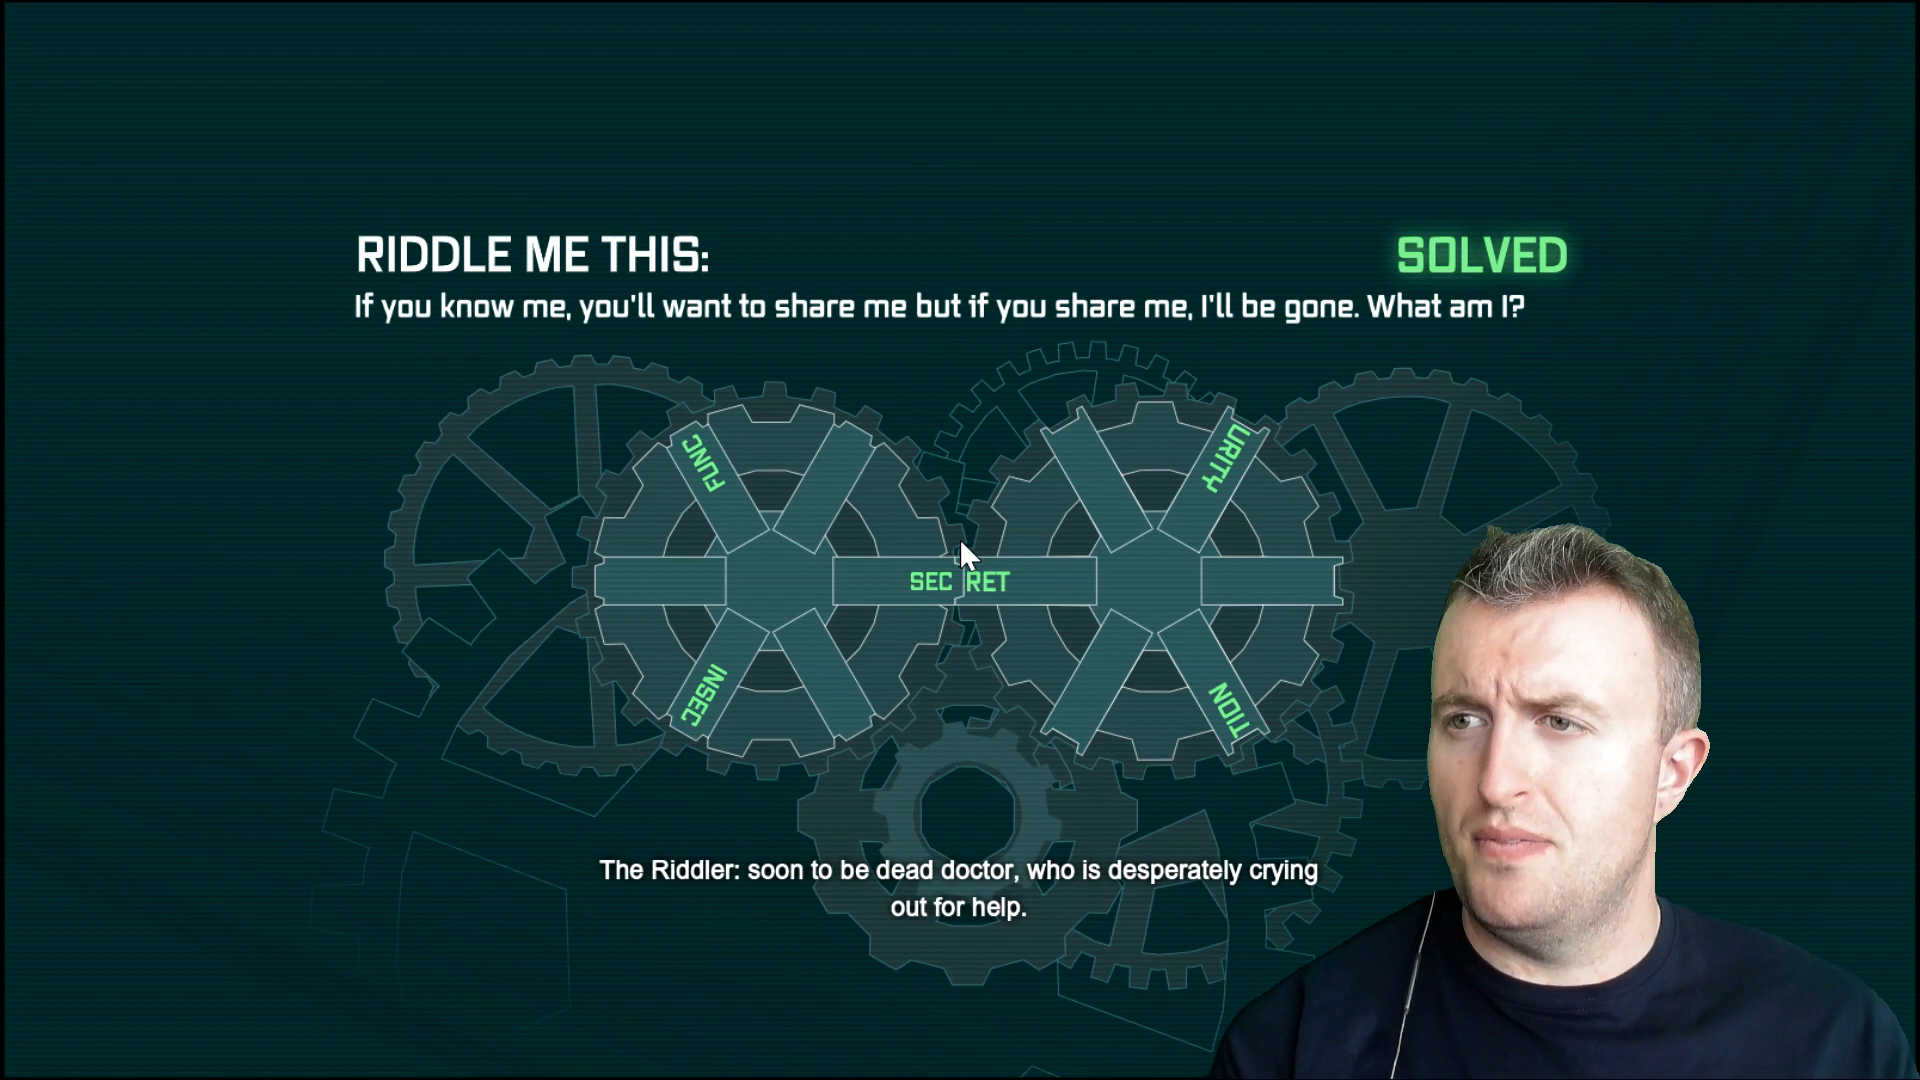 RIDDLE ME THIS:
SOLVED
If you know me, you'll want to share me but if you share me, I'll be gone. What am I?
FUNC
URITY
SEC
RET
INSEC
TION
The Riddler: soon to be dead doctor, who is desperately crying
out for help.